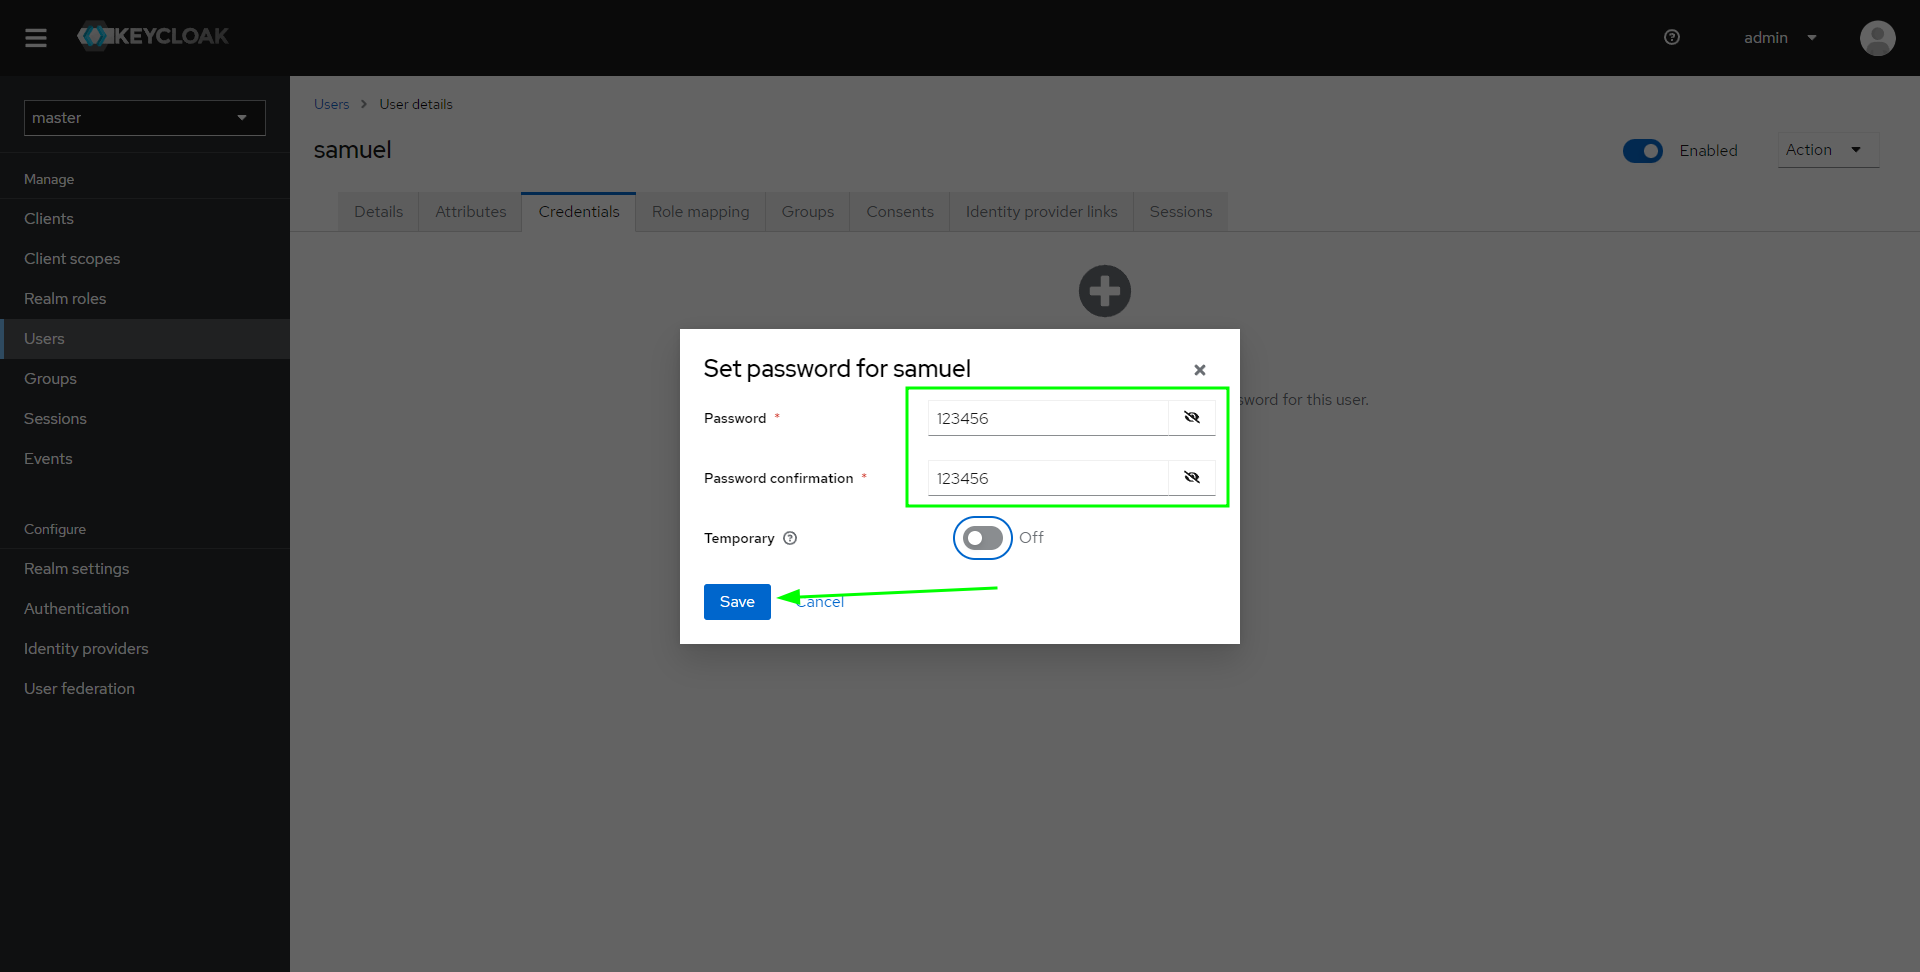 KEYCLOAK
admin
master
Manage
Clients
Client scopes
Realm roles
Users
Groups
Sessions
Events
Configure
Realm settings
Authentication
Identity providers
User federation
Users > User details
samuel
Enabled
Action
Details Attributes Credentials Role mapping Groups Consents Identity provider links Sessions
for this user.
Set password for samuel
Password *
123456
Password confirmation *
123456
Temporary
Off
Save
Cancel